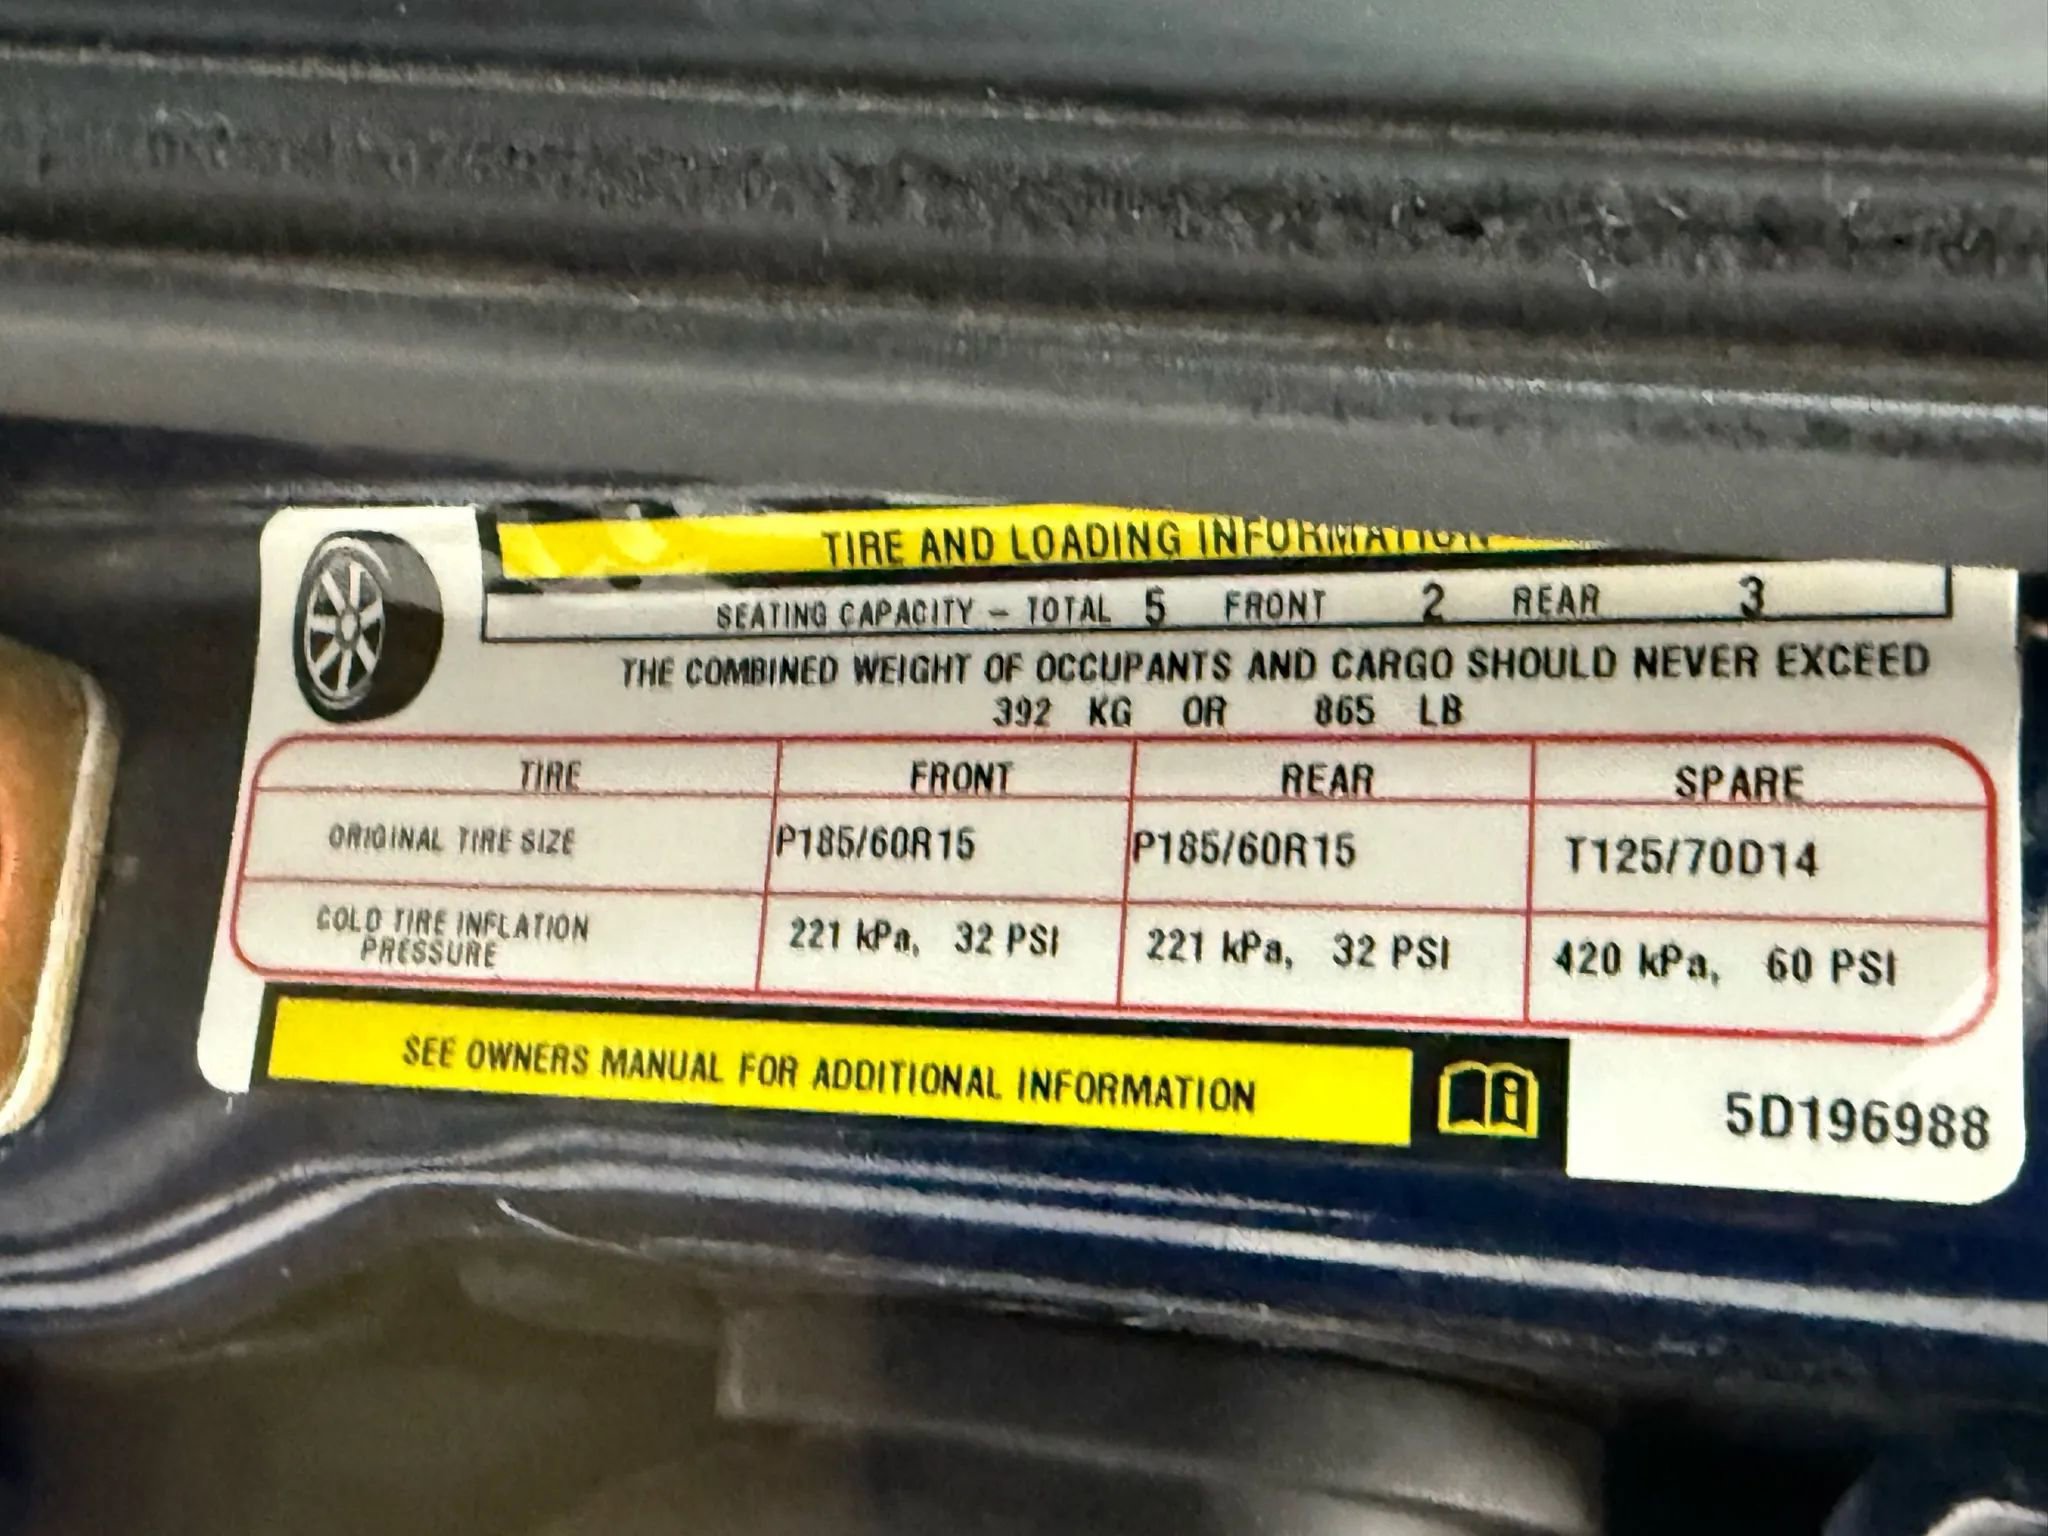 TIRE AND LOADING INFORMATION
SEATING CAPACITY – TOTAL 5 FRONT 2 REAR 3
THE COMBINED WEIGHT OF OCCUPANTS AND CARGO SHOULD NEVER EXCEED
392 KG OR 865 LB
TIRE FRONT REAR SPARE
ORIGINAL TIRE SIZE P185/60R15 P185/60R15 T125/70D14
COLD TIRE INFLATION
PRESSURE 221 kPa, 32 PSI 221 kPa, 32 PSI 420 kPa, 60 PSI
SEE OWNERS MANUAL FOR ADDITIONAL INFORMATION
5D196988